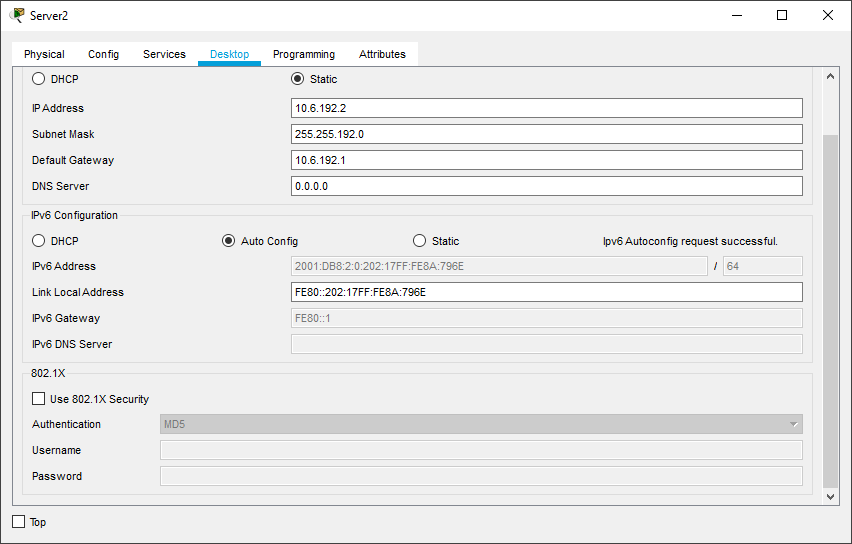 Server2
Physical Config Services Desktop Programming Attributes
DHCP Static
IP Address 10.6.192.2
Subnet Mask 255.255.192.0
Default Gateway 10.6.192.1
DNS Server 0.0.0.0
IPv6 Configuration
DHCP Auto Config Static Ipv6 Autoconfig request successful.
IPv6 Address 2001:DB8:2:0:202:17FF:FE8A:796E / 64
Link Local Address FE80::202:17FF:FE8A:796E
IPv6 Gateway FE80::1
IPv6 DNS Server
802.1X
Use 802.1X Security
Authentication MD5
Username
Password
Top